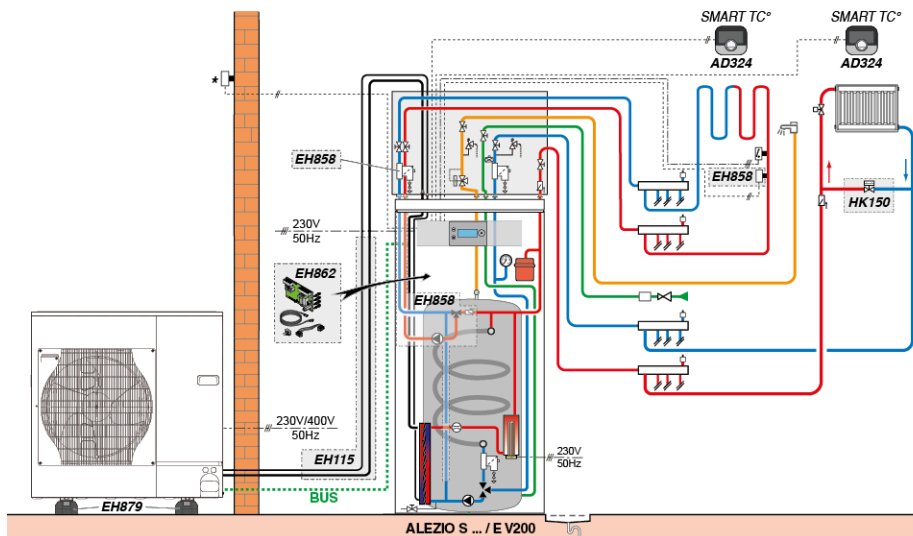 SMART TC°
AD324
SMART TC°
AD324
*
EH858
EH858
HK150
230V
50Hz
EH862
EH858
230V/400V
50Hz
EH115
230V
50Hz
BUS
EH879
ALEZIO S ... / E V200